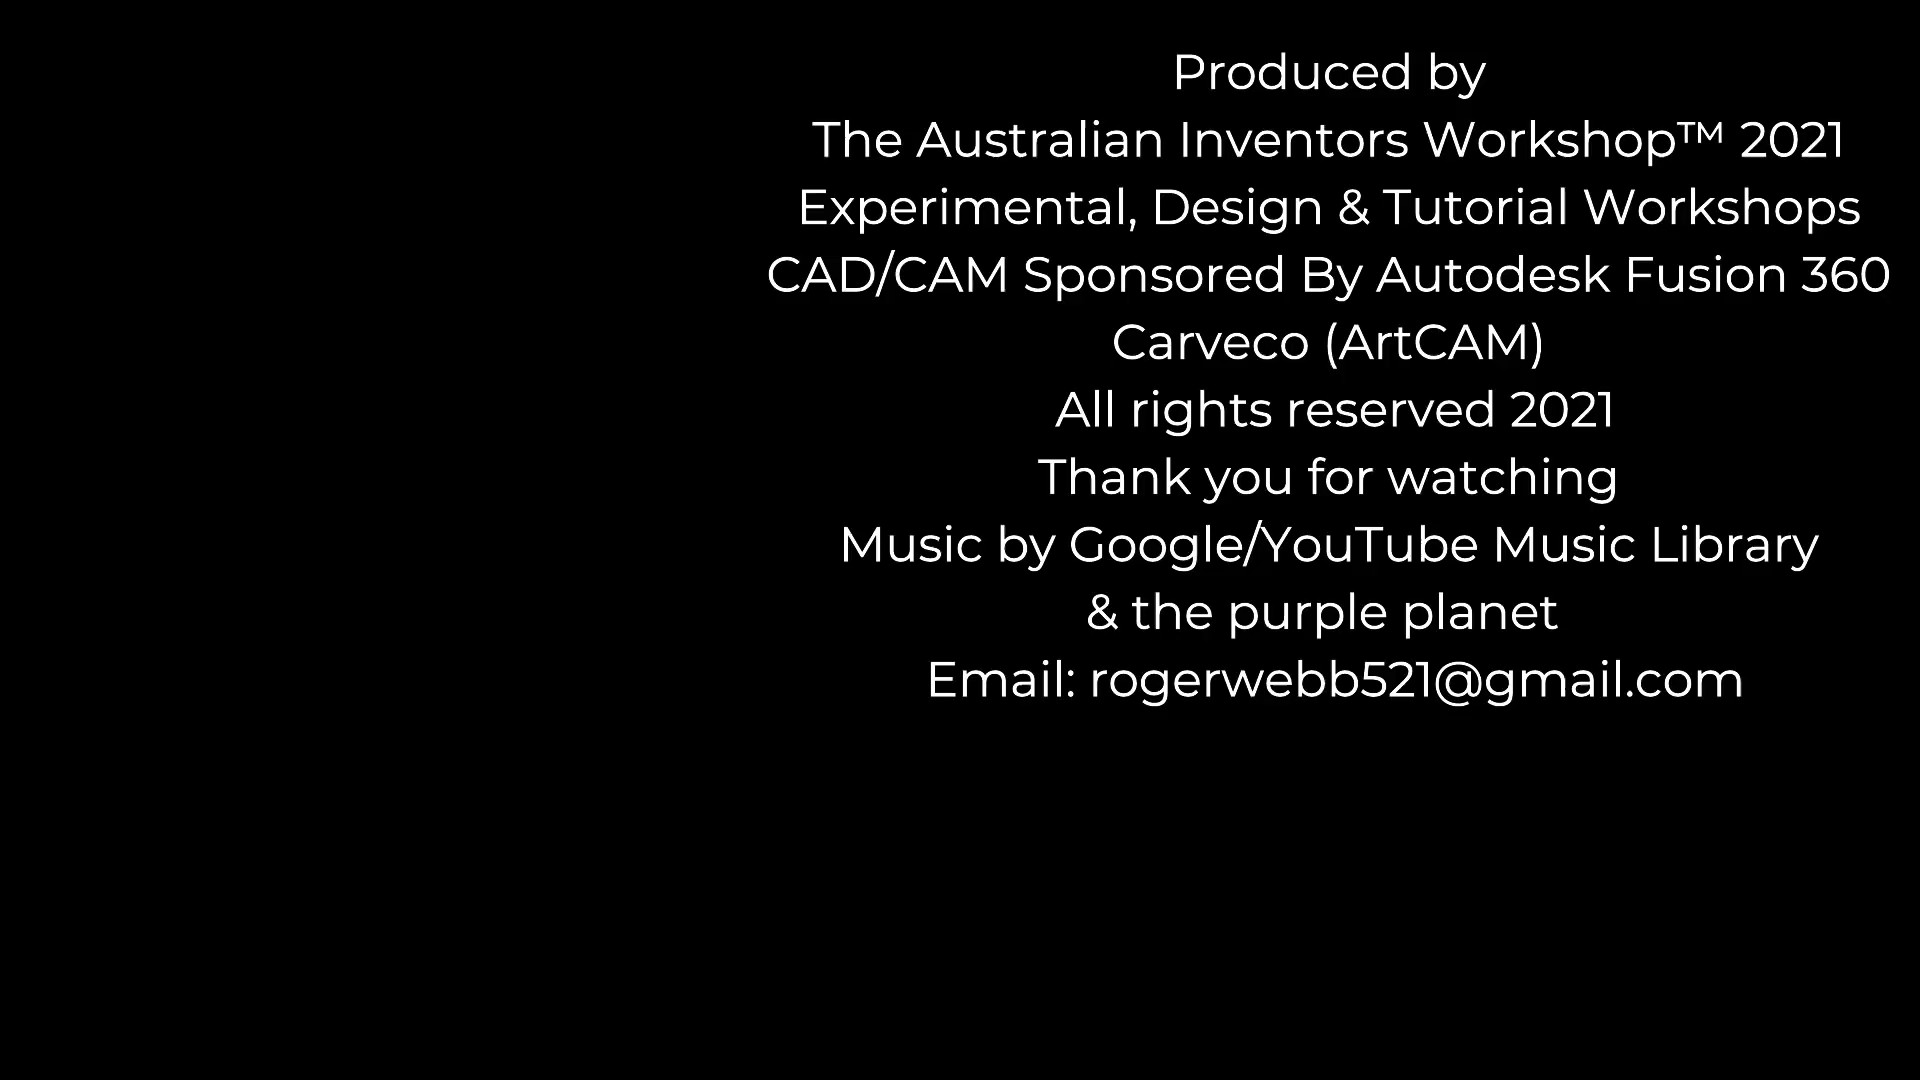 Produced by
The Australian Inventors Workshop™ 2021
Experimental, Design & Tutorial Workshops
CAD/CAM Sponsored By Autodesk Fusion 360
Carveco (ArtCAM)
All rights reserved 2021
Thank you for watching
Music by Google/YouTube Music Library
& the purple planet
Email: rogerwebb521@gmail.com